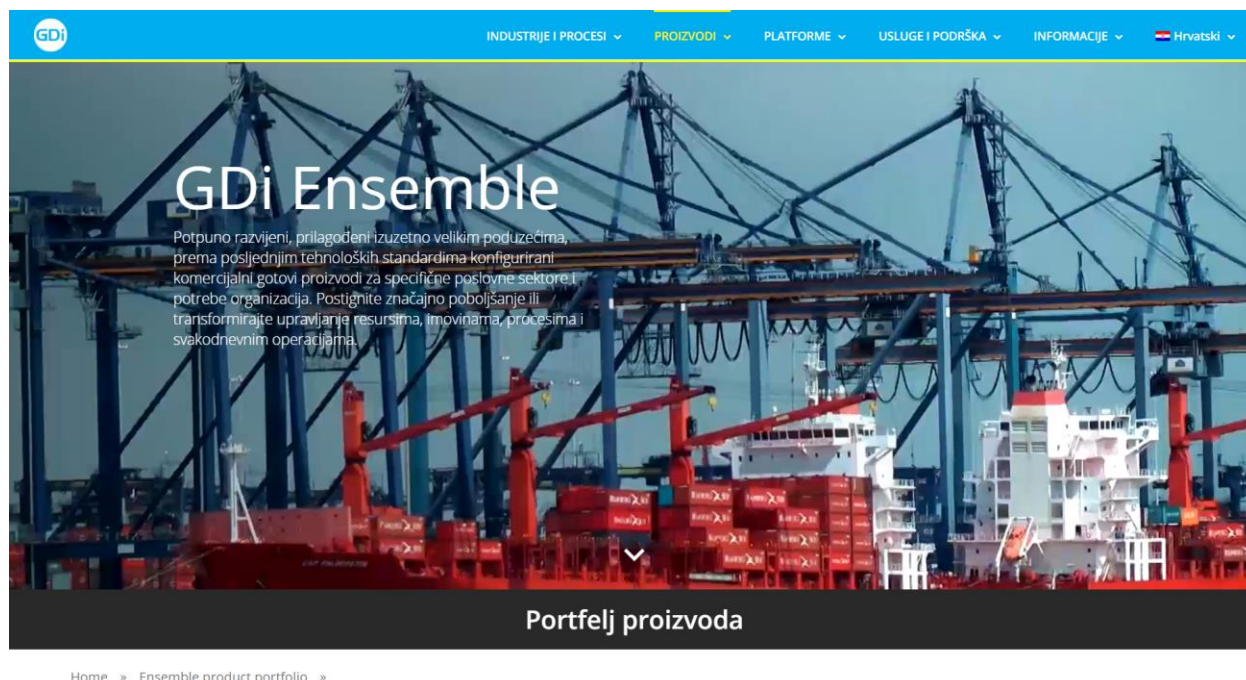 GDi
INDUSTRIJE I PROCESI
PROIZVODI
PLATFORME
USLUGE I PODRŠKA
INFORMACIJE
Hrvatski
GDi Ensemble
Potpuno razvijeni, prilagođeni izuzetno velikim poduzećima,
prema posljednjim tehnoloških standardima konfigurirani
komercijalni gotovi proizvodi za specifične poslovne sektore i
potrebe organizacija. Postignite značajno poboljšanje ili
transformirajte upravljanje resursima, imovinama, procesima i
svakodnevnim operacijama.
Portfelj proizvoda
Home » Ensemble product portfolio »